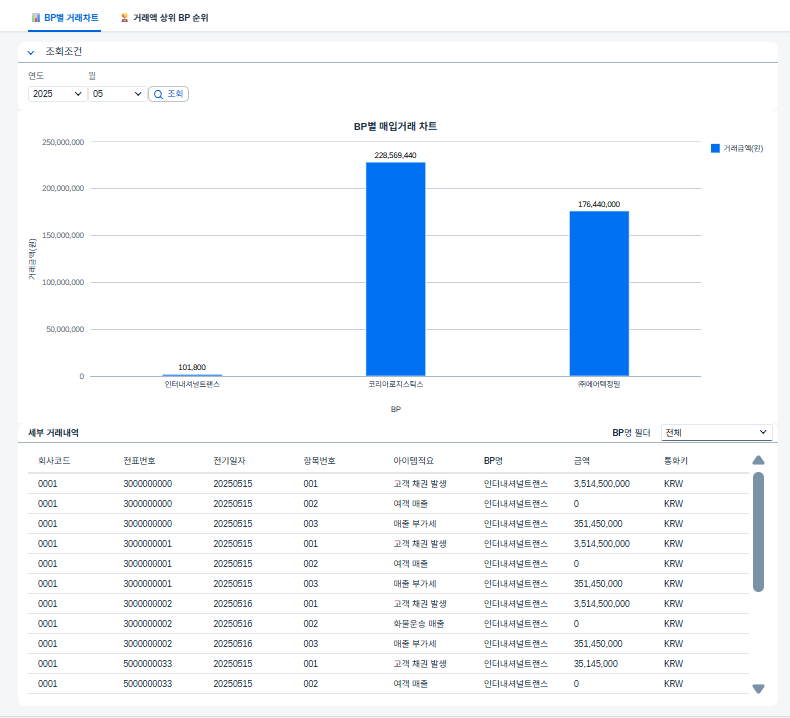 BP별 거래차트 거래액 상위 BP 순위
조회조건
연도 월
2025 05 조회
BP별 매입거래 차트
거래금액(원)
250,000,000
200,000,000
150,000,000
100,000,000
50,000,000
0
거래금액(원)
101,800
228,569,440
176,440,000
인터내셔널트랜스 코리아로지스틱스 ㈜에어텍정밀
BP
세부 거래내역 BP명 필터 전체
회사코드 전표번호 전기일자 항목번호 아이템적요 BP명 금액 통화키
0001 3000000000 20250515 001 고객 채권 발생 인터내셔널트랜스 3,514,500,000 KRW
0001 3000000000 20250515 002 여객 매출 인터내셔널트랜스 0 KRW
0001 3000000000 20250515 003 매출 부가세 인터내셔널트랜스 351,450,000 KRW
0001 3000000001 20250515 001 고객 채권 발생 인터내셔널트랜스 3,514,500,000 KRW
0001 3000000001 20250515 002 여객 매출 인터내셔널트랜스 0 KRW
0001 3000000001 20250515 003 매출 부가세 인터내셔널트랜스 351,450,000 KRW
0001 3000000002 20250516 001 고객 채권 발생 인터내셔널트랜스 3,514,500,000 KRW
0001 3000000002 20250516 002 화물운송 매출 인터내셔널트랜스 0 KRW
0001 3000000002 20250516 003 매출 부가세 인터내셔널트랜스 351,450,000 KRW
0001 5000000033 20250515 001 고객 채권 발생 인터내셔널트랜스 35,145,000 KRW
0001 5000000033 20250515 002 여객 매출 인터내셔널트랜스 0 KRW